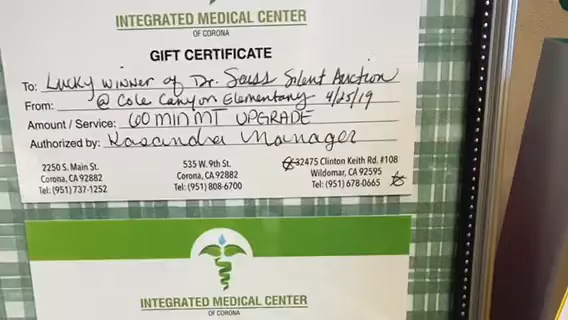 INTEGRATED MEDICAL CENTER
OF CORONA
GIFT CERTIFICATE
To: Lucky winner of Dr. Seuss Silent Auction
From: @ Cole Canyon Elementary 4/25/19
Amount / Service: 60 MIN MT UPGRADE
Authorized by: Kasandra Manager
2250 S. Main St. 535 W. 9th St. 32475 Clinton Keith Rd. #108
Corona, CA 92882 Corona, CA 92882 Wildomar, CA 92595
Tel: (951) 737-1252 Tel: (951) 808-6700 Tel: (951) 678-0665
INTEGRATED MEDICAL CENTER
OF CORONA